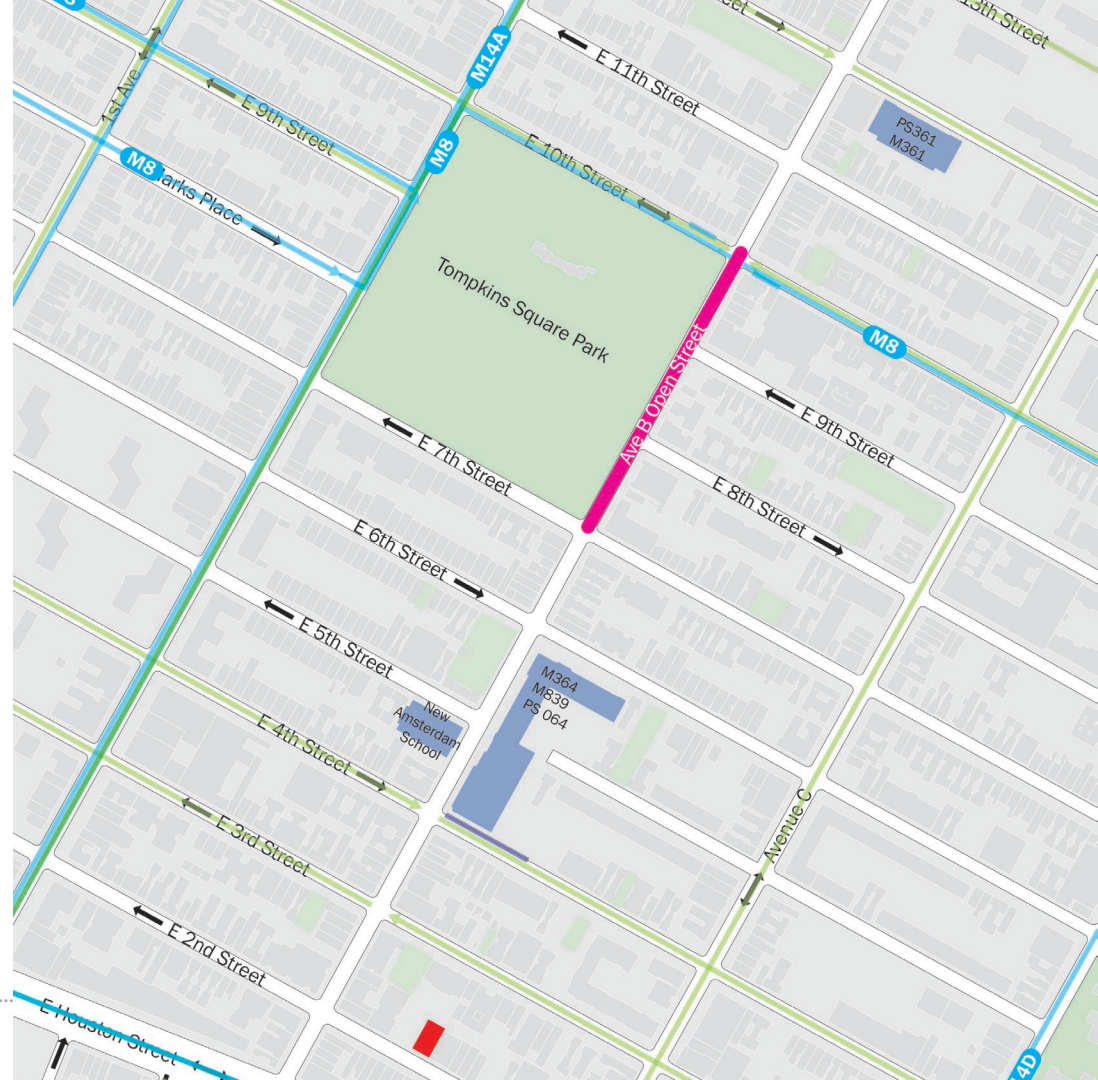 M14A
E 11th Street
13th Street
1st Ave
E 9th Street
M8
M8
arks Place
E 10th Street
PS361
M361
Tompkins Square Park
M8
Ave B Open Street
E 9th Street
E 7th Street
E 8th Street
E 6th Street
E 5th Street
M364
M839
PS 064
New
Amsterdam
School
E 4th Street
E 3rd Street
Avenue C
E 2nd Street
E Houston Street
14D